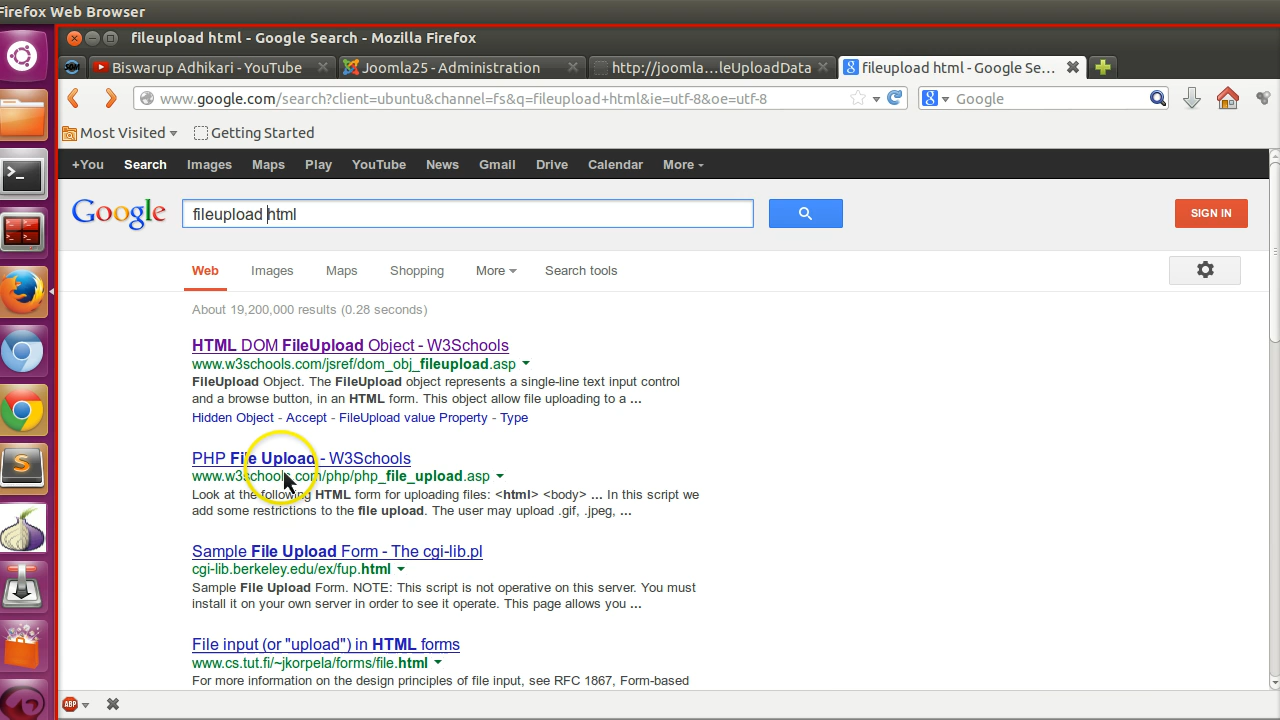 Firefox Web Browser
fileupload html - Google Search - Mozilla Firefox
Biswarup Adhikari - YouTube
Joomla25 - Administration
http://joomla...leUploadData
fileupload html - Google Se...
www.google.com/search?client=ubuntu&channel=fs&q=fileupload+html&ie=utf-8&oe=utf-8
Google
Most Visited
Getting Started
+You Search Images Maps Play YouTube News Gmail Drive Calendar More
Google
fileupload html
SIGN IN
Web Images Maps Shopping More Search tools
About 19,200,000 results (0.28 seconds)
HTML DOM FileUpload Object - W3Schools
www.w3schools.com/jsref/dom_obj_fileupload.asp
FileUpload Object. The FileUpload object represents a single-line text input control
and a browse button, in an HTML form. This object allow file uploading to a ...
Hidden Object - Accept - FileUpload value Property - Type
PHP File Upload - W3Schools
www.w3schools.com/php/php_file_upload.asp
Look at the following HTML form for uploading files: <html> <body> ... In this script we
add some restrictions to the file upload. The user may upload .gif, .jpeg, ...
Sample File Upload Form - The cgi-lib.pl
cgi-lib.berkeley.edu/ex/fup.html
Sample File Upload Form. NOTE: This script is not operative on this server. You must
install it on your own server in order to see it operate. This page allows you ...
File input (or "upload") in HTML forms
www.cs.tut.fi/~jkorpela/forms/file.html
For more information on the design principles of file input, see RFC 1867, Form-based
ABP